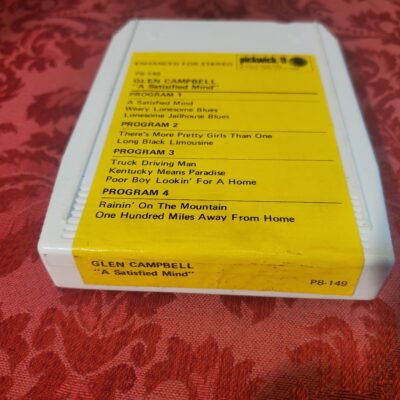 ENHANCED FOR STEREO
pickwick 8
P8-149
GLEN CAMPBELL
"A Satisfied Mind"
PROGRAM 1
A Satisfied Mind
Weary Lonesome Blues
Lonesome Jailhouse Blues
PROGRAM 2
There's More Pretty Girls Than One
Long Black Limousine
PROGRAM 3
Truck Driving Man
Kentucky Means Paradise
Poor Boy Lookin' For A Home
PROGRAM 4
Rainin' On The Mountain
One Hundred Miles Away From Home
GLEN CAMPBELL
"A Satisfied Mind"
P8-149